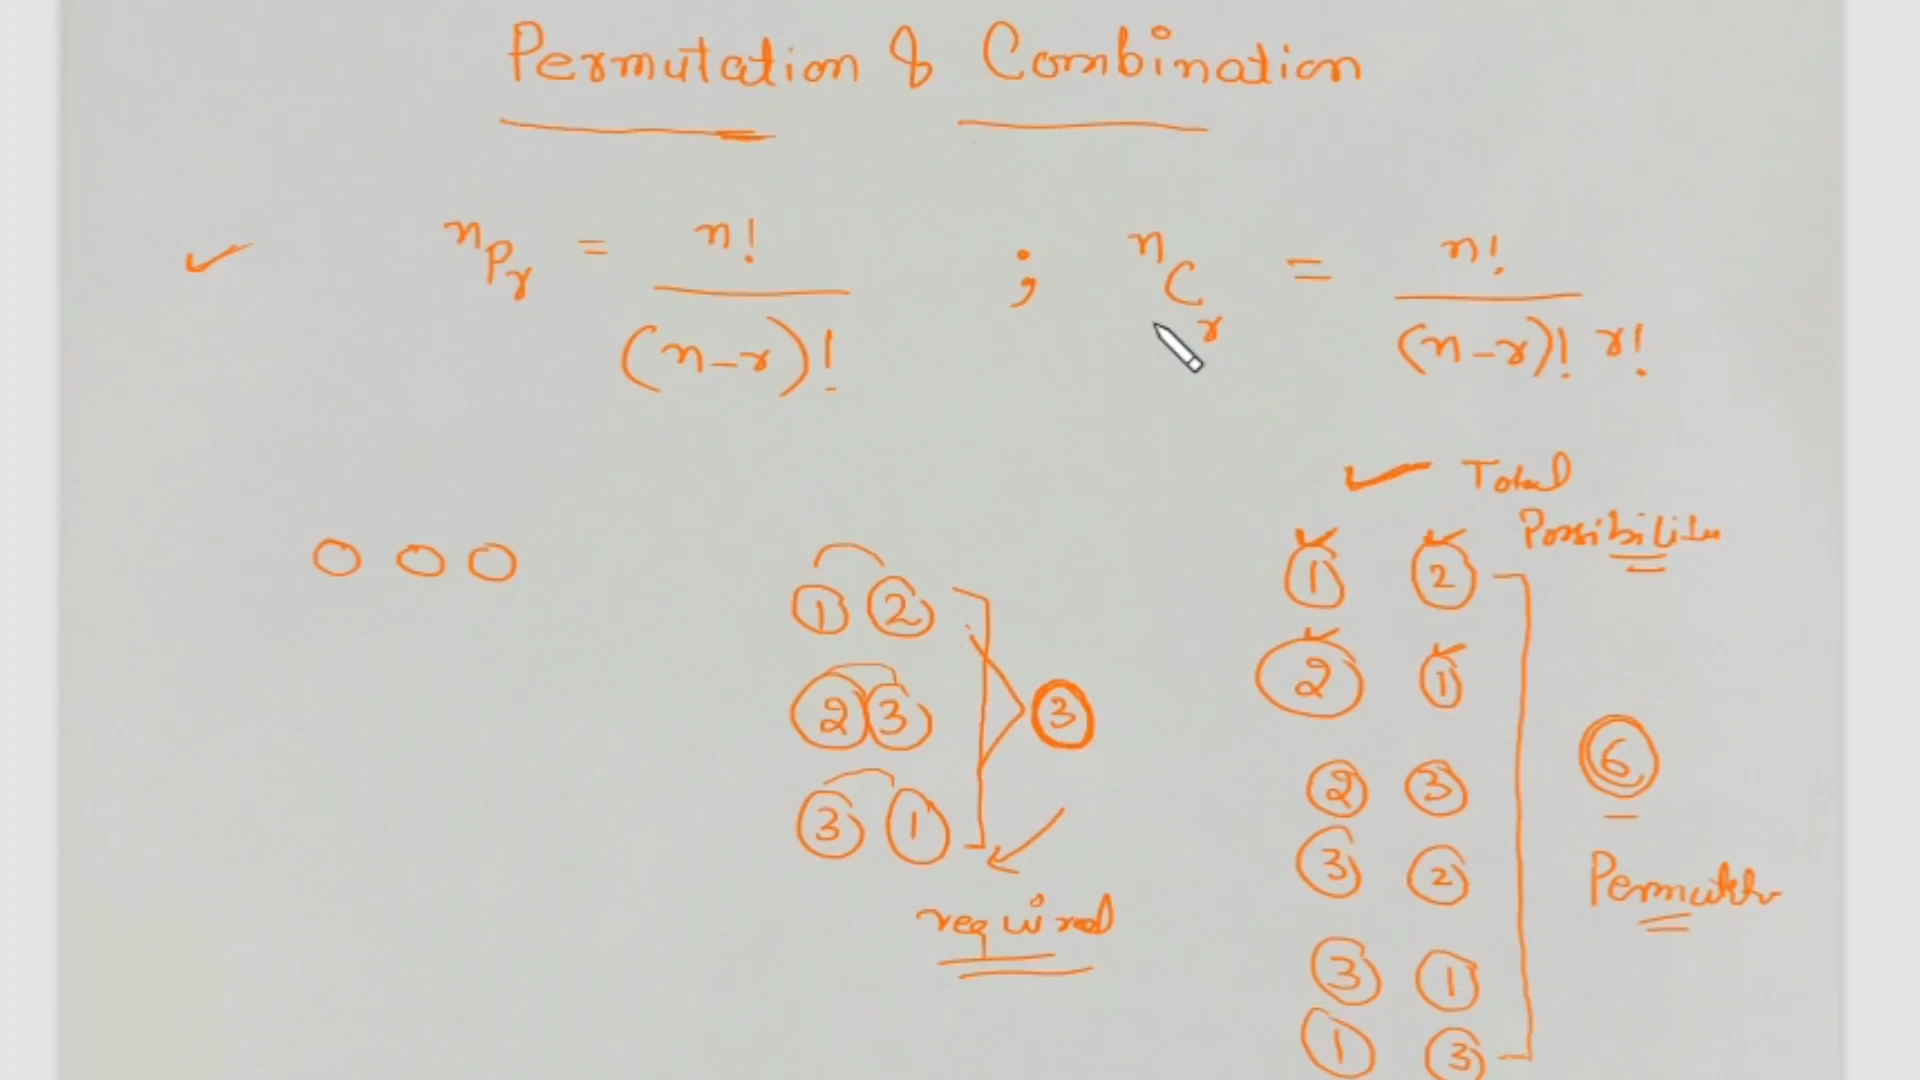 Permutation & Combination
nPr = n! / (n-r)! ; nCr = n! / (n-r)! r!
Total
1 2
2 3
3 1
3
required
1 2
2 1
2 3
3 2
3 1
1 3
6